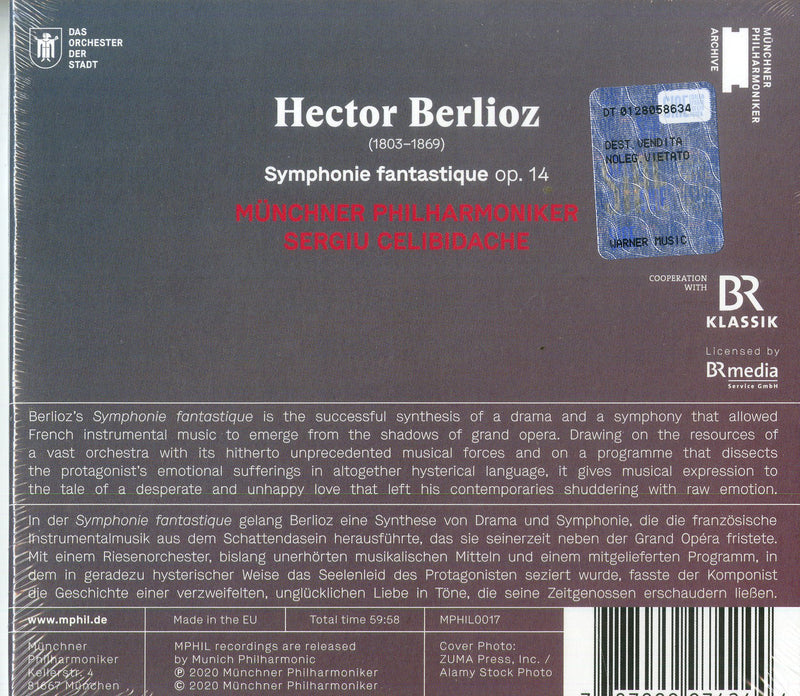 DAS
ORCHESTER
DER
STADT
MÜNCHNER
PHILHARMONIKER
ARCHIVE
Hector Berlioz
(1803–1869)
Symphonie fantastique op. 14
MÜNCHNER PHILHARMONIKER
SERGIU CELIBIDACHE
DT 0128058634
DEST. VENDITA
NOLEG. VIETATO
WARNER MUSIC
COOPERATION
WITH
BR
KLASSIK
Licensed by
BRmedia
Service GmbH
Berlioz's Symphonie fantastique is the successful synthesis of a drama and a symphony that allowed
French instrumental music to emerge from the shadows of grand opera. Drawing on the resources of
a vast orchestra with its hitherto unprecedented musical forces and on a programme that dissects
the protagonist's emotional sufferings in altogether hysterical language, it gives musical expression to
the tale of a desperate and unhappy love that left his contemporaries shuddering with raw emotion.
In der Symphonie fantastique gelang Berlioz eine Synthese von Drama und Symphonie, die die französische
Instrumentalmusik aus dem Schattendasein herausführte, das sie seinerzeit neben der Grand Opéra fristete.
Mit einem Riesenorchester, bislang unerhörten musikalischen Mitteln und einem mitgelieferten Programm, in
dem in geradezu hysterischer Weise das Seelenleid des Protagonisten seziert wurde, fasste der Komponist
die Geschichte einer verzweifelten, unglücklichen Liebe in Töne, die seine Zeitgenossen erschaudern ließen.
www.mphil.de
Made in the EU
Total time 59:58
MPHIL0017
Münchner
Philharmoniker
Kellerstr. 4
81667 München
MPHIL recordings are released
by Munich Philharmonic
℗ 2020 Münchner Philharmoniker
© 2020 Münchner Philharmoniker
Cover Photo:
ZUMA Press, Inc. /
Alamy Stock Photo